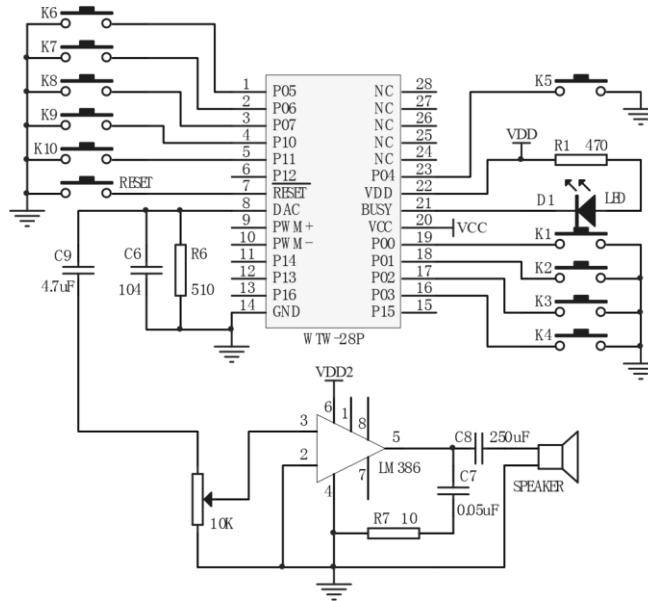 K6
K7
K8
K9
K10
RESET
1 P05
2 P06
3 P07
4 P10
5 P11
6 P12
7 RESET
8 DAC
9 PWM+
10 PWM-
11 P14
12 P13
13 P16
14 GND
NC 28
NC 27
NC 26
NC 25
NC 24
P04 23
VDD 22
BUSY 21
VCC 20
P00 19
P01 18
P02 17
P03 16
P15 15
WTW-28P
K5
VDD
R1 470
D1 LED
VCC
K1
K2
K3
K4
C9
4.7uF
C6
104
R6
510
VDD2
6
1
8
3
2
5
4
7
LM386
10K
C8
250uF
C7
0.05uF
R7 10
SPEAKER